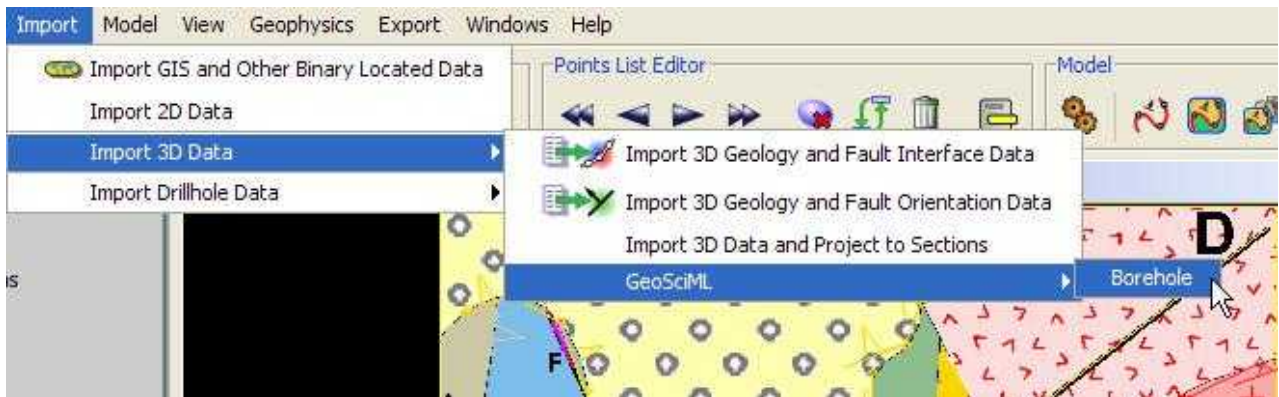 Import Model View Geophysics Export Windows Help
Import GIS and Other Binary Located Data
Import 2D Data
Import 3D Data
Import Drillhole Data
Points List Editor
Model
Import 3D Geology and Fault Interface Data
Import 3D Geology and Fault Orientation Data
Import 3D Data and Project to Sections
GeoSciML
Borehole
D
F